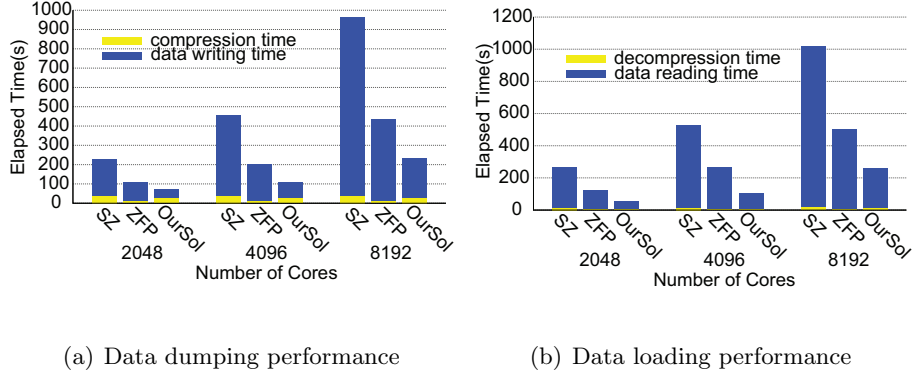 1000
900
800
700
600
500
400
300
200
100
0
Elapsed Time(s)
compression time
data writing time
SZ ZFP OurSol SZ ZFP OurSol SZ ZFP OurSol
2048 4096 8192
Number of Cores
(a) Data dumping performance
1200
1000
800
600
400
200
0
Elapsed Time(s)
decompression time
data reading time
SZ ZFP OurSol SZ ZFP OurSol SZ ZFP OurSol
2048 4096 8192
Number of Cores
(b) Data loading performance